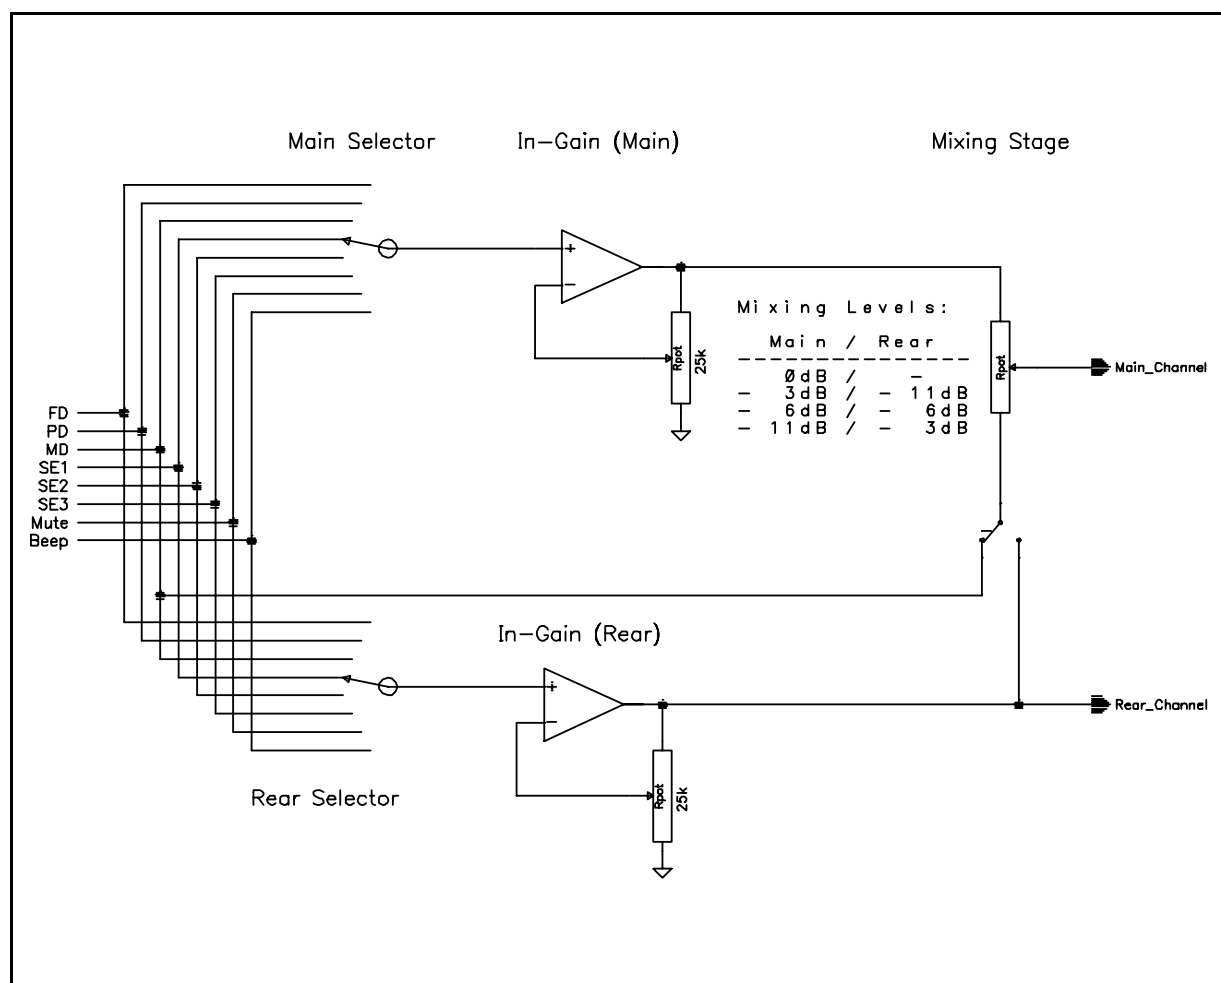 Main Selector
In-Gain (Main)
Mixing Stage
+
−
Rpot
25k
Mixing Levels:
Main / Rear
0dB / -
- 3dB / - 11dB
- 6dB / - 6dB
- 11dB / - 3dB
Rpot
Main_Channel
FD
PD
MD
SE1
SE2
SE3
Mute
Beep
In-Gain (Rear)
+
−
Rear_Channel
Rpot
25k
Rear Selector